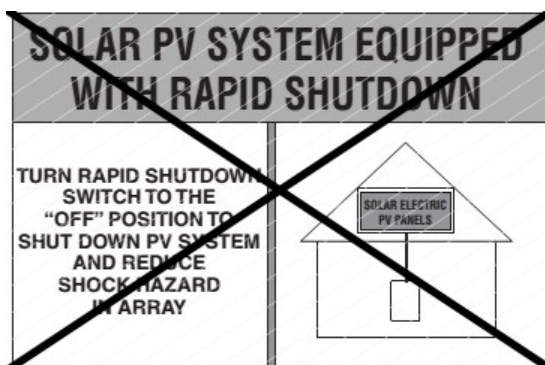 SOLAR PV SYSTEM EQUIPPED
WITH RAPID SHUTDOWN
TURN RAPID SHUTDOWN
SWITCH TO THE
“OFF” POSITION TO
SHUT DOWN PV SYSTEM
AND REDUCE
SHOCK HAZARD
IN ARRAY
SOLAR ELECTRIC
PV PANELS